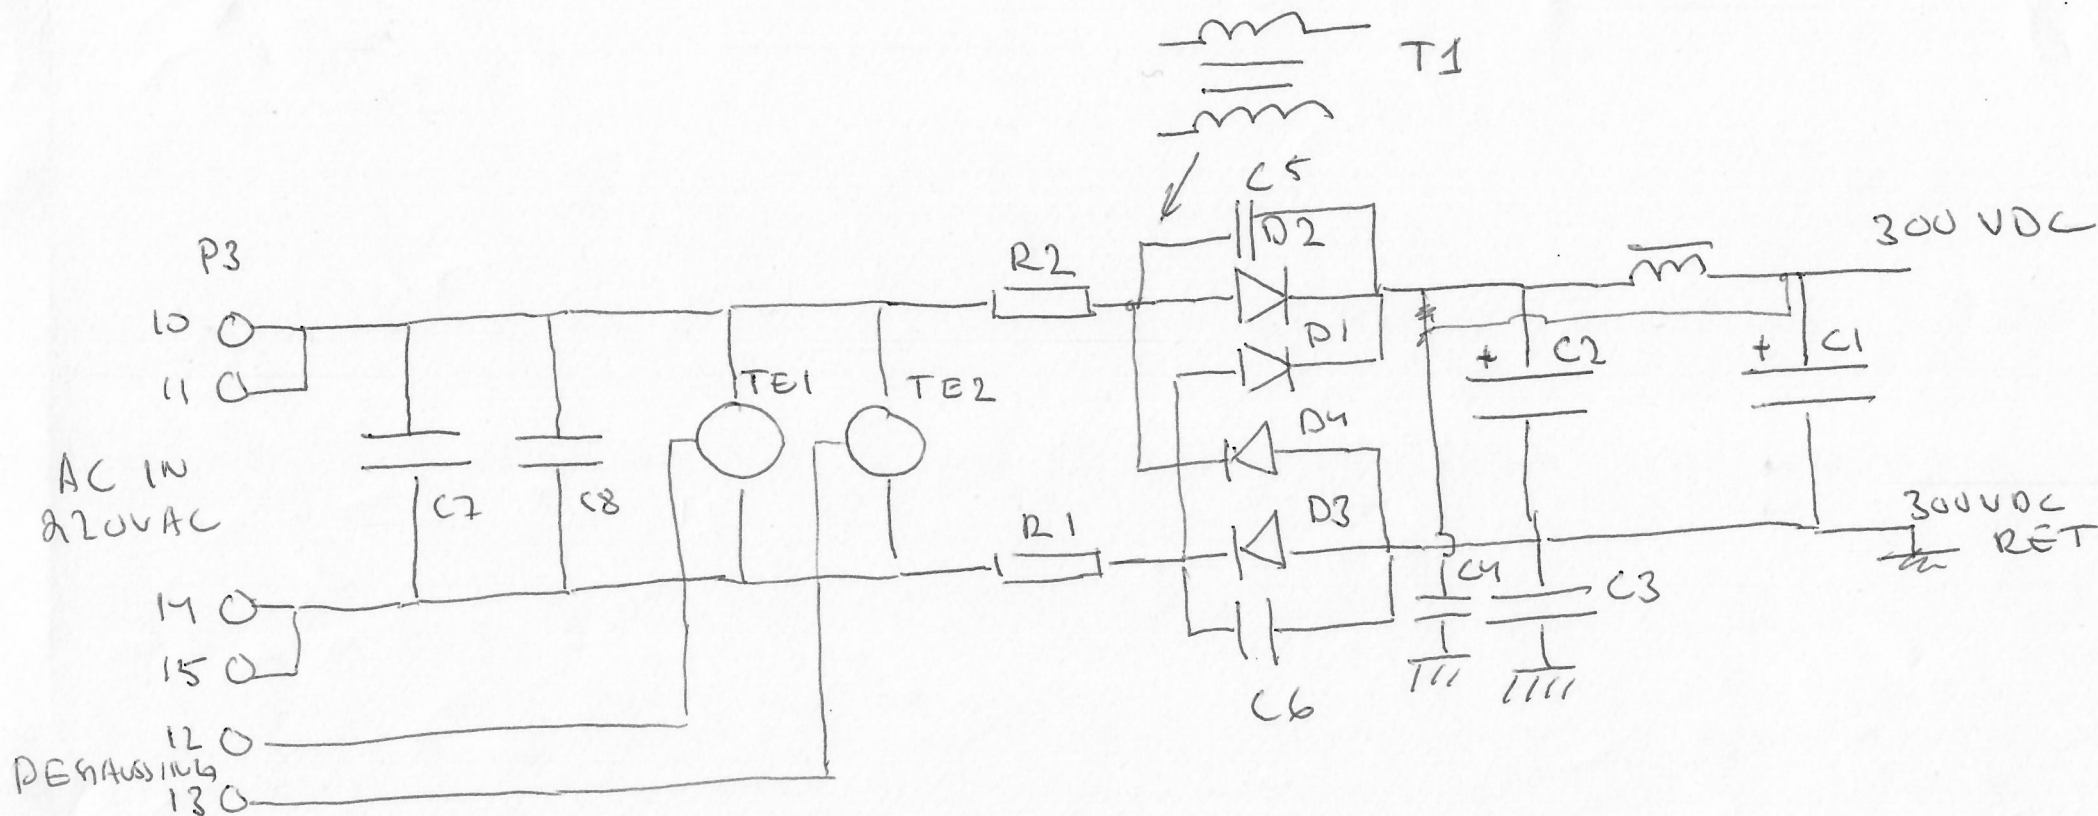 T1
C5
D2
P3
R2
300 VDC
10
D1
C2
C1
11
TE1
TE2
D4
AC IN
220VAC
C7
C8
D3
R1
300VDC
RET
C4
C3
14
15
C6
12
DEGAUSSING
13